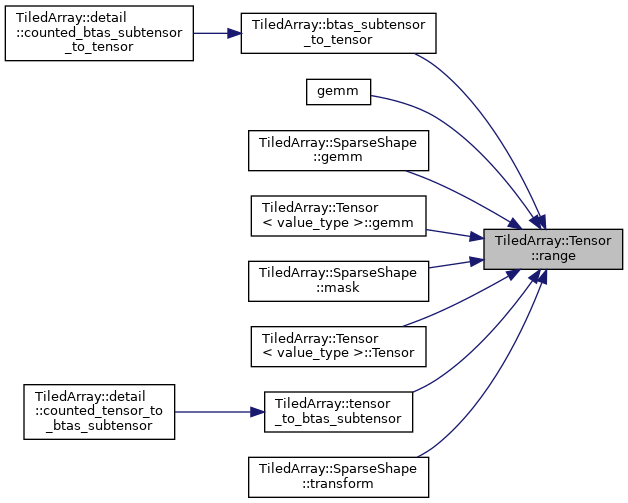 TiledArray::detail
::counted_btas_subtensor
_to_tensor
TiledArray::btas_subtensor
_to_tensor
gemm
TiledArray::SparseShape
::gemm
TiledArray::Tensor
< value_type >::gemm
TiledArray::Tensor
::range
TiledArray::SparseShape
::mask
TiledArray::Tensor
< value_type >::Tensor
TiledArray::detail
::counted_tensor_to
_btas_subtensor
TiledArray::tensor
_to_btas_subtensor
TiledArray::SparseShape
::transform